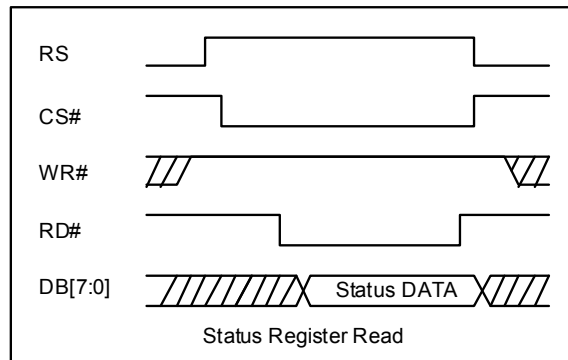 RS
CS#
WR#
RD#
DB[7:0]
Status DATA
Status Register Read